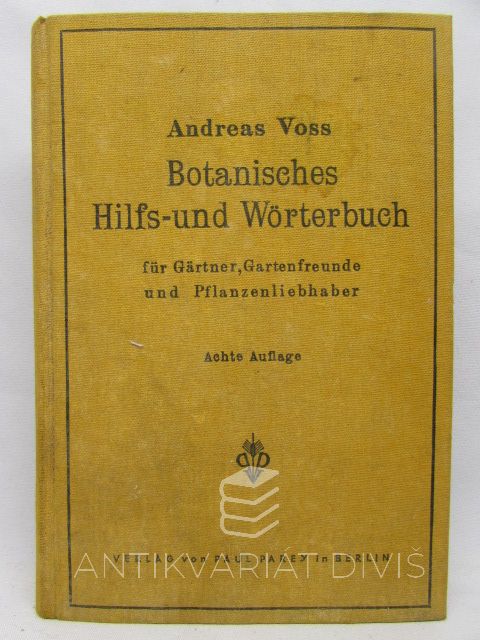 Andreas Voss
Botanisches
Hilfs-und Wörterbuch
für Gärtner, Gartenfreunde
und Pflanzenliebhaber
Achte Auflage
VERLAG von PAUL PAREY in BERLIN
ANTIKVARIÁT DIVIŠ